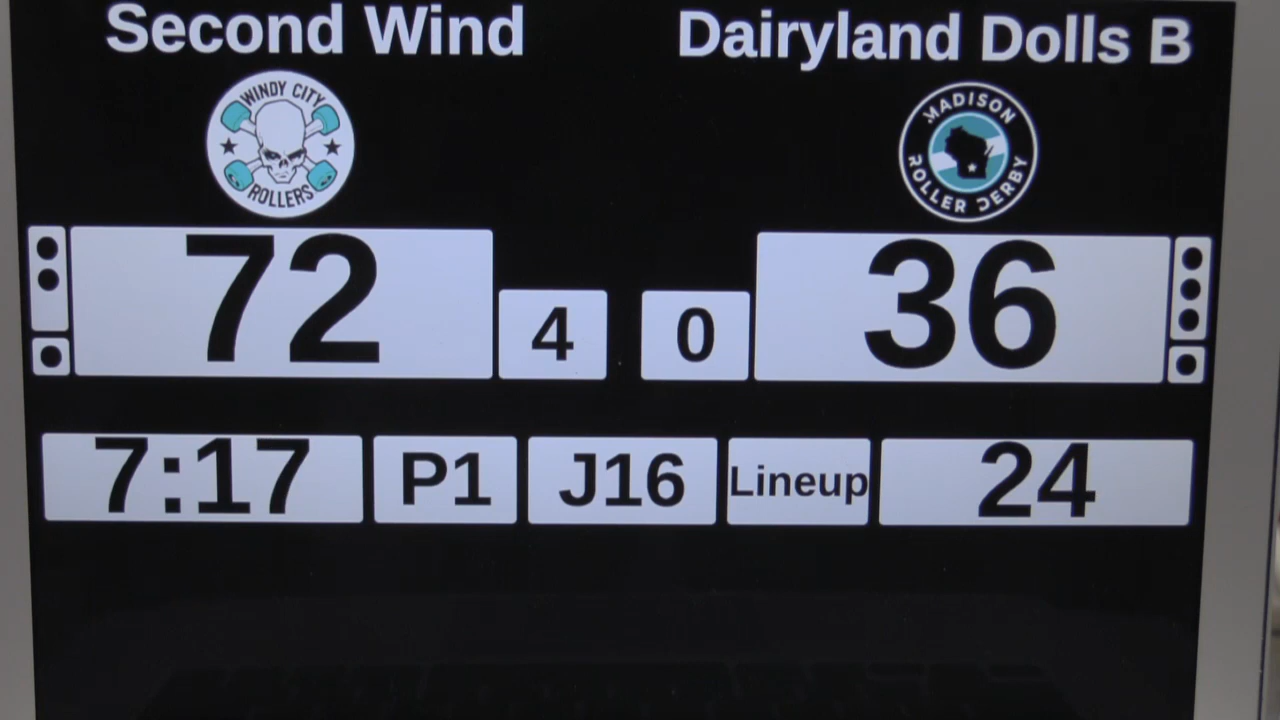 Second Wind
Dairyland Dolls B
WINDY CITY
ROLLERS
MADISON
ROLLER DERBY
72
4
0
36
7:17
P1
J16
Lineup
24